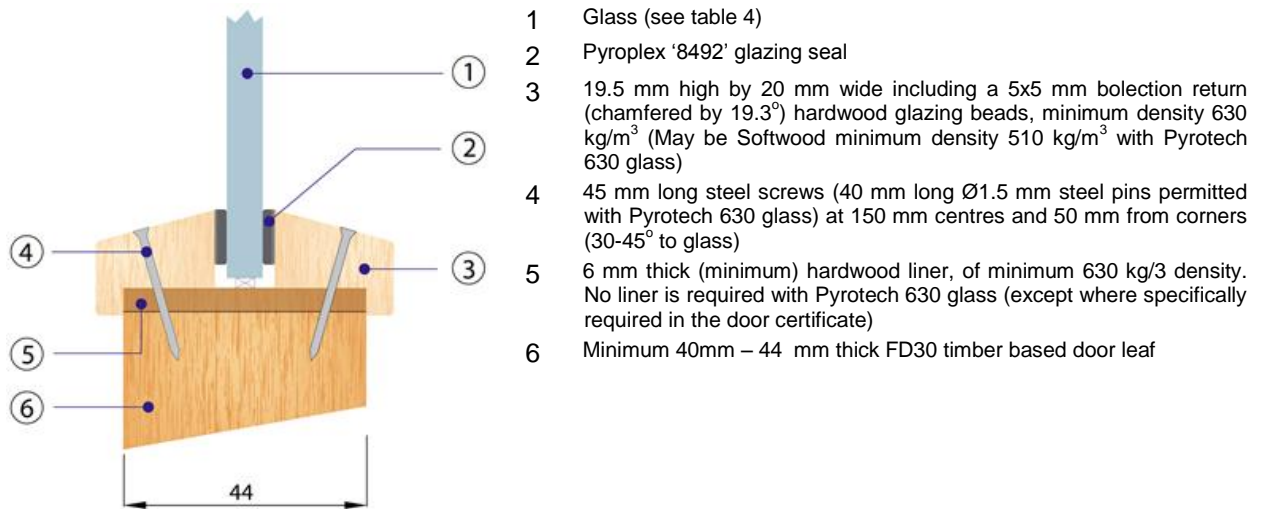 1 Glass (see table 4)
2 Pyroplex ‘8492’ glazing seal
3 19.5 mm high by 20 mm wide including a 5x5 mm bolection return
(chamfered by 19.3o) hardwood glazing beads, minimum density 630
kg/m3 (May be Softwood minimum density 510 kg/m3 with Pyrotech
630 glass)
4 45 mm long steel screws (40 mm long Ø1.5 mm steel pins permitted
with Pyrotech 630 glass) at 150 mm centres and 50 mm from corners
(30-45o to glass)
5 6 mm thick (minimum) hardwood liner, of minimum 630 kg/3 density.
No liner is required with Pyrotech 630 glass (except where specifically
required in the door certificate)
6 Minimum 40mm – 44 mm thick FD30 timber based door leaf
1
2
4
3
5
6
44